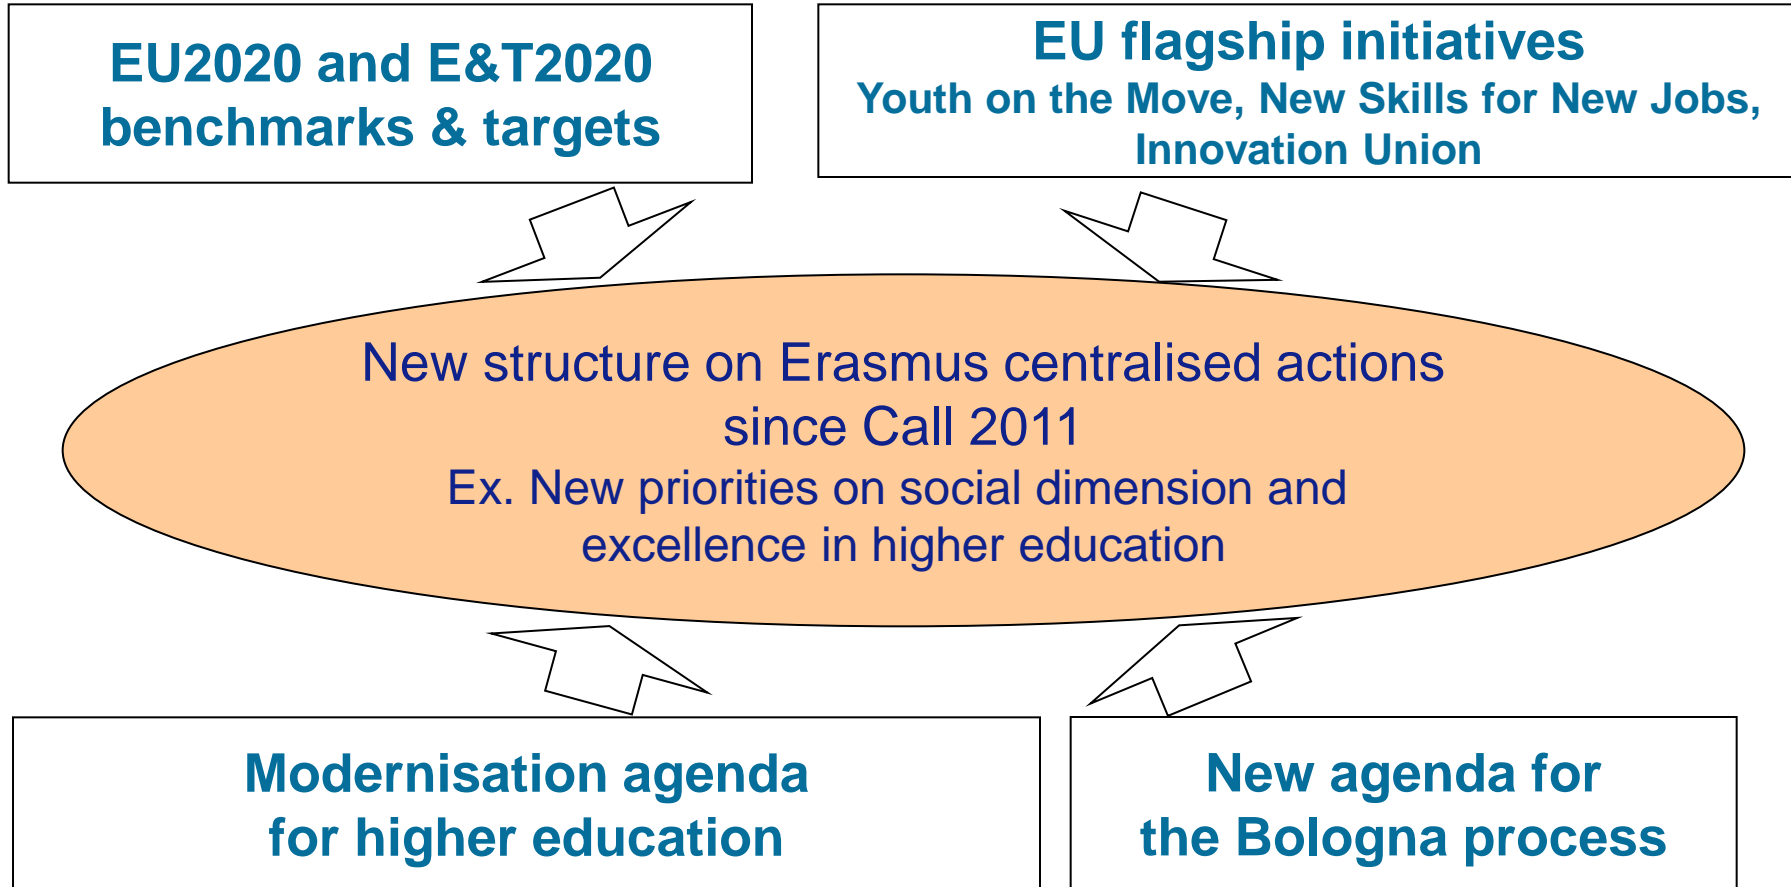 EU2020 and E&T2020
benchmarks & targets
EU flagship initiatives
Youth on the Move, New Skills for New Jobs,
Innovation Union
New structure on Erasmus centralised actions
since Call 2011
Ex. New priorities on social dimension and
excellence in higher education
Modernisation agenda
for higher education
New agenda for
the Bologna process